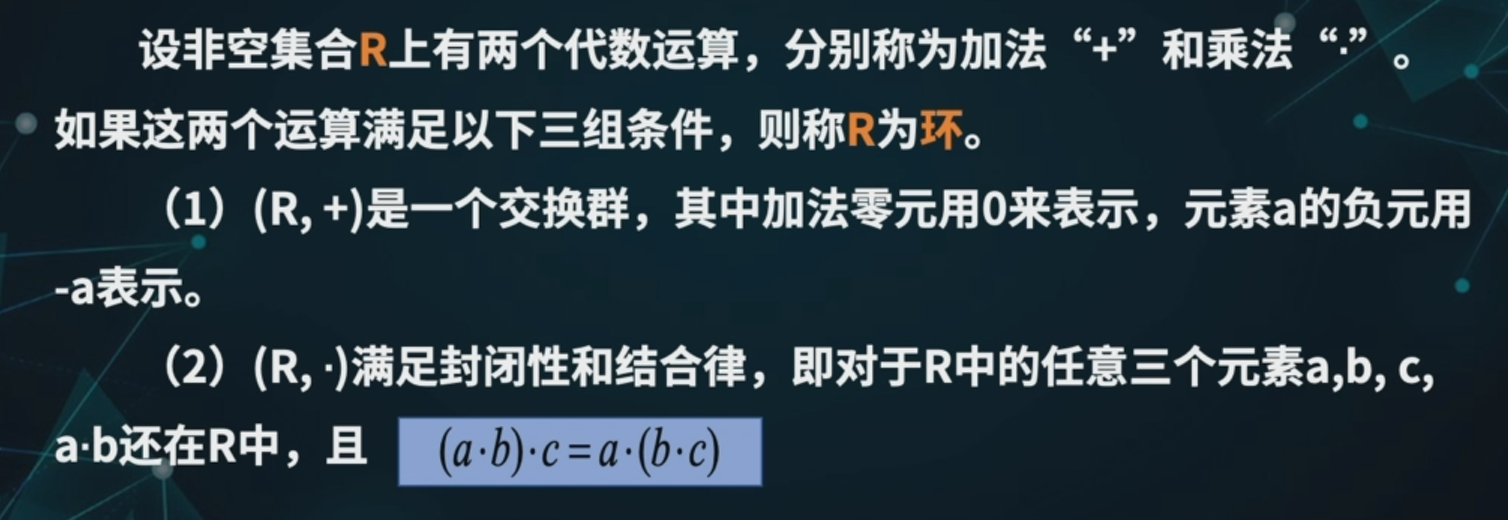 设非空集合R上有两个代数运算，分别称为加法“+”和乘法“·”。
如果这两个运算满足以下三组条件，则称R为环。
（1）(R, +)是一个交换群，其中加法零元用0来表示，元素a的负元用
-a表示。
（2）(R, ·)满足封闭性和结合律，即对于R中的任意三个元素a,b, c,
a·b还在R中，且 (a·b)·c=a·(b·c)